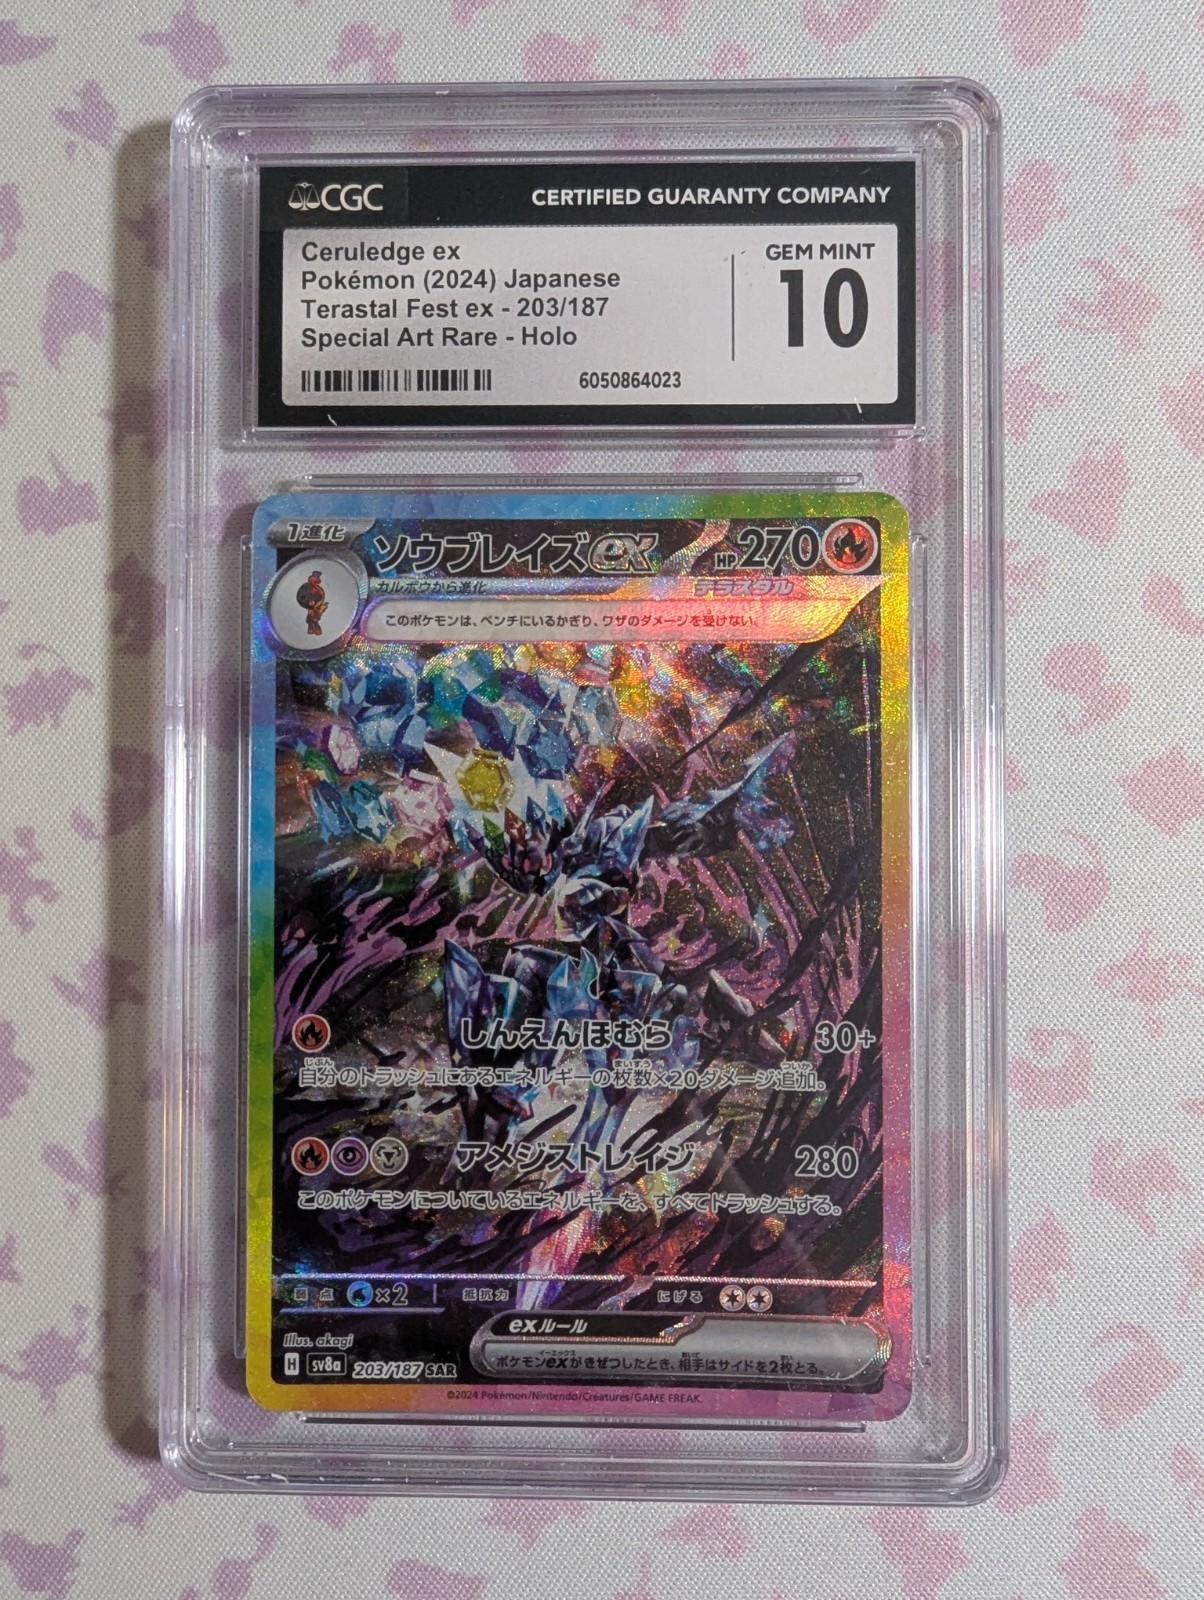 CGC
CERTIFIED GUARANTY COMPANY
Ceruledge ex
Pokémon (2024) Japanese
Terastal Fest ex - 203/187
Special Art Rare - Holo
GEM MINT
10
6050864023
1進化
ソウブレイズex
HP270
カルボウから進化
テラスタル
このポケモンは、ベンチにいるかぎり、ワザのダメージを受けない。
しんえんほむら 30+
自分のトラッシュにあるエネルギーの枚数×20ダメージ追加。
アメジストレイジ 280
このポケモンについているエネルギーを、すべてトラッシュする。
弱点 ×2 抵抗力 にげる
exルール
ポケモンexがきぜつしたとき、相手はサイドを2枚とる。
Illus. akagi
H sv8a 203/187 SAR
©2024 Pokémon/Nintendo/Creatures/GAME FREAK.